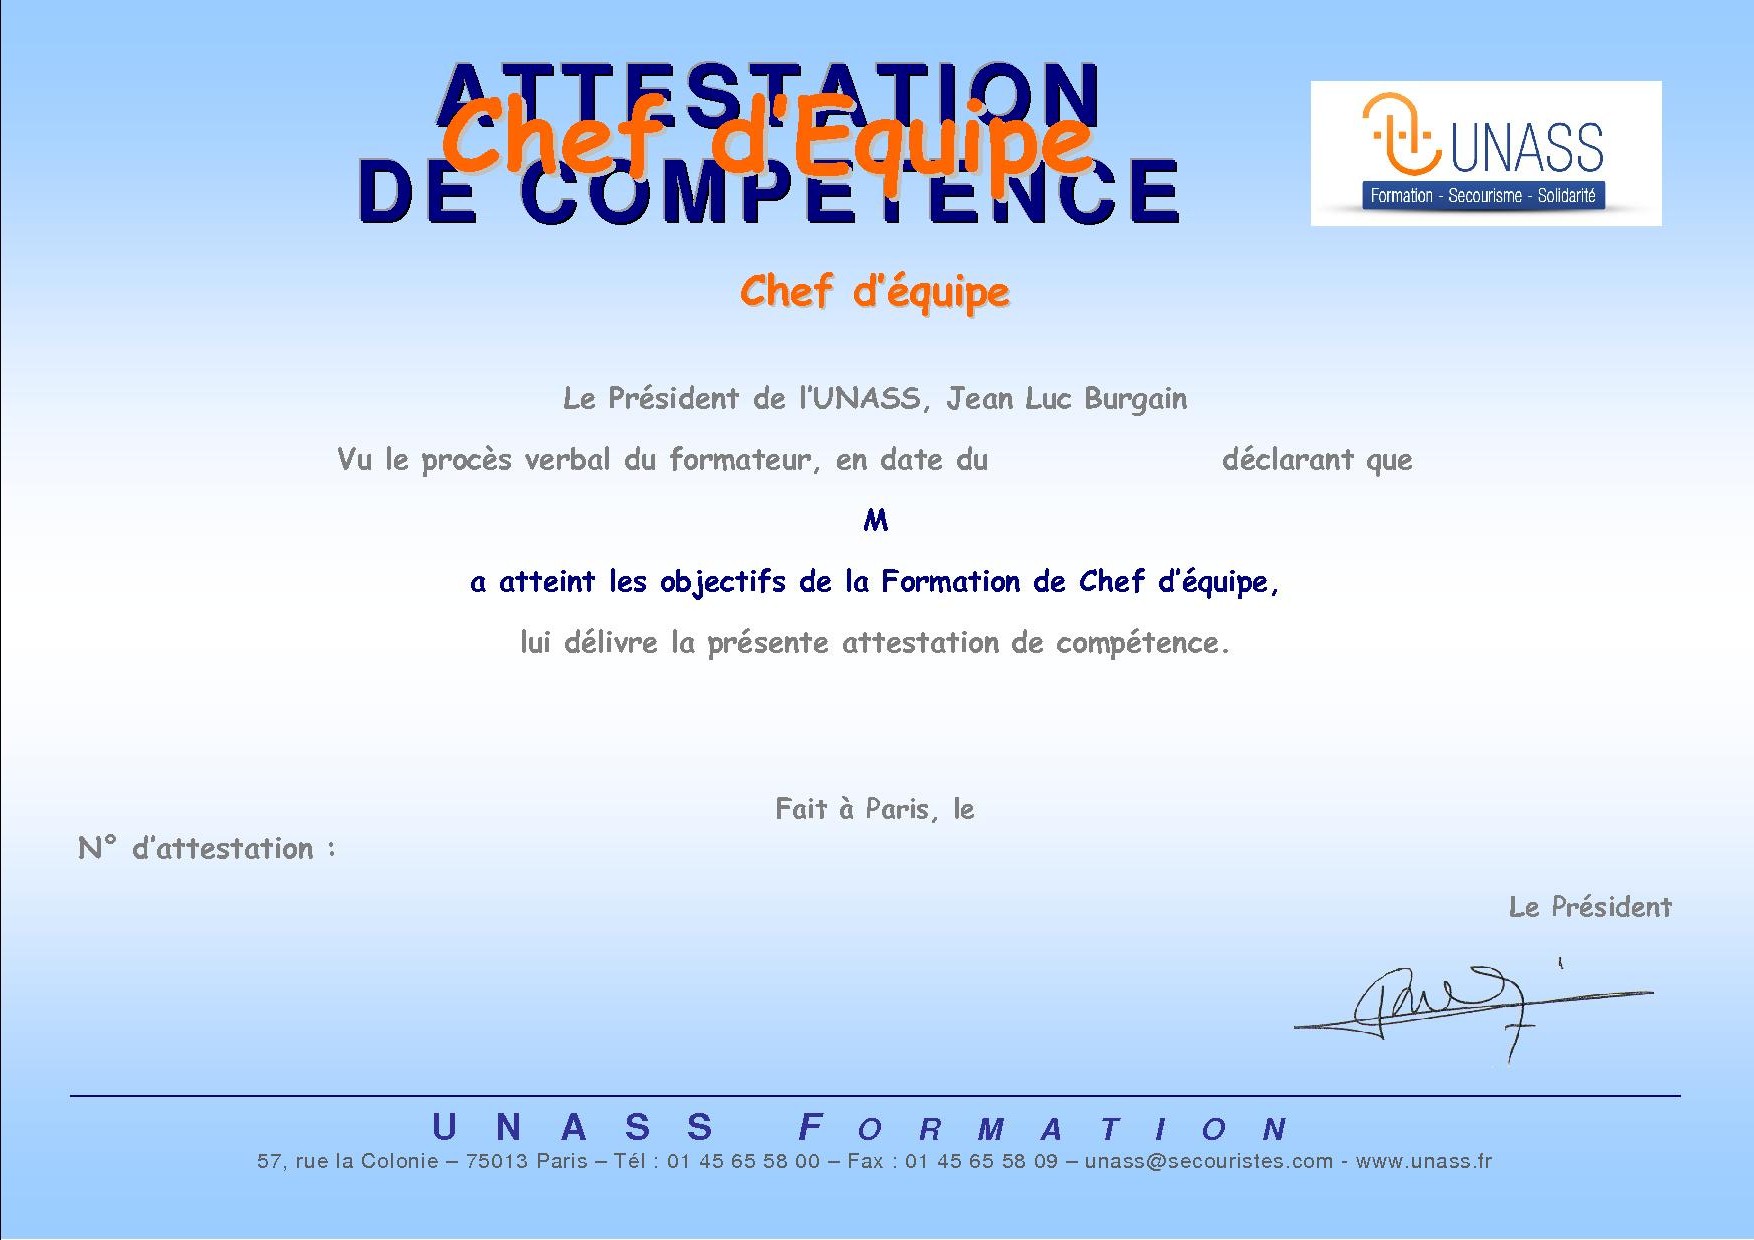 ATTESTATION
Chef d'Equipe
DE COMPETENCE
UNASS
Formation - Secourisme - Solidarité
Chef d'équipe
Le Président de l'UNASS, Jean Luc Burgain
Vu le procès verbal du formateur, en date du déclarant que
M
a atteint les objectifs de la Formation de Chef d'équipe,
lui délivre la présente attestation de compétence.
Fait à Paris, le
N° d'attestation :
Le Président
UNASS FORMATION
57, rue la Colonie – 75013 Paris – Tél : 01 45 65 58 00 – Fax : 01 45 65 58 09 – unass@secouristes.com - www.unass.fr